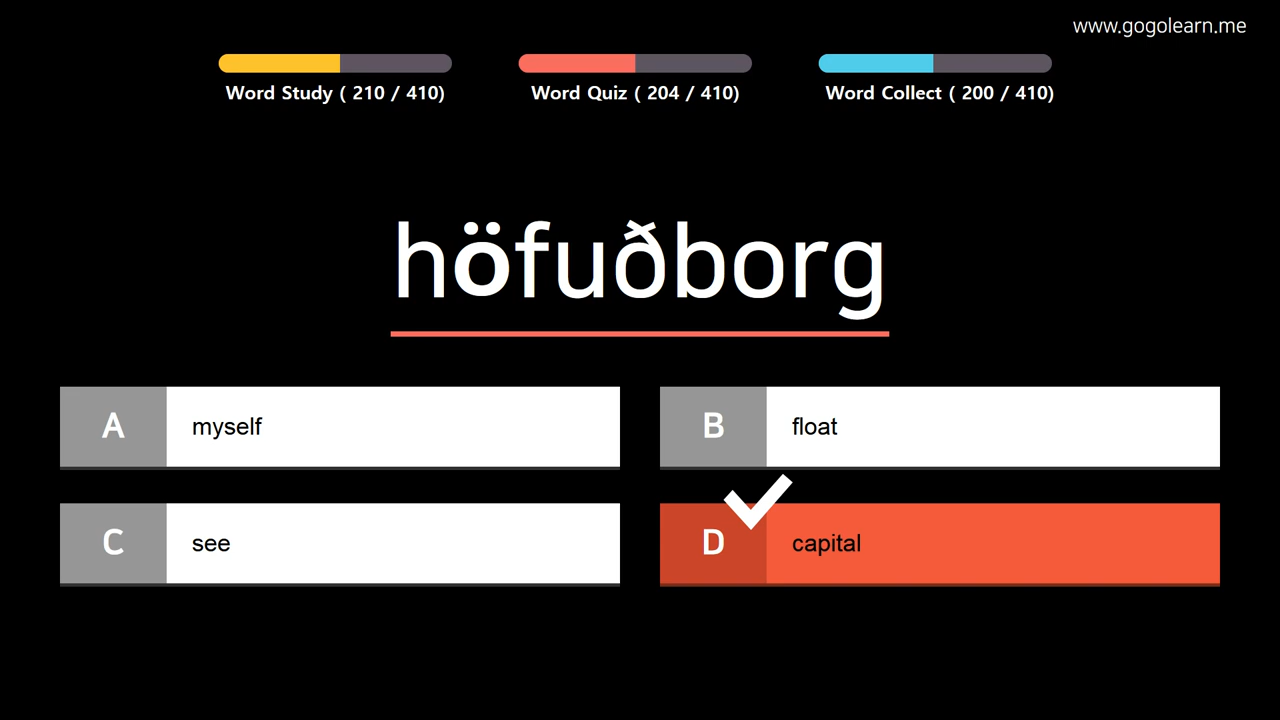 www.gogolearn.me
Word Study ( 210 / 410)
Word Quiz ( 204 / 410)
Word Collect ( 200 / 410)
höfuðborg
A myself
B float
C see
D capital